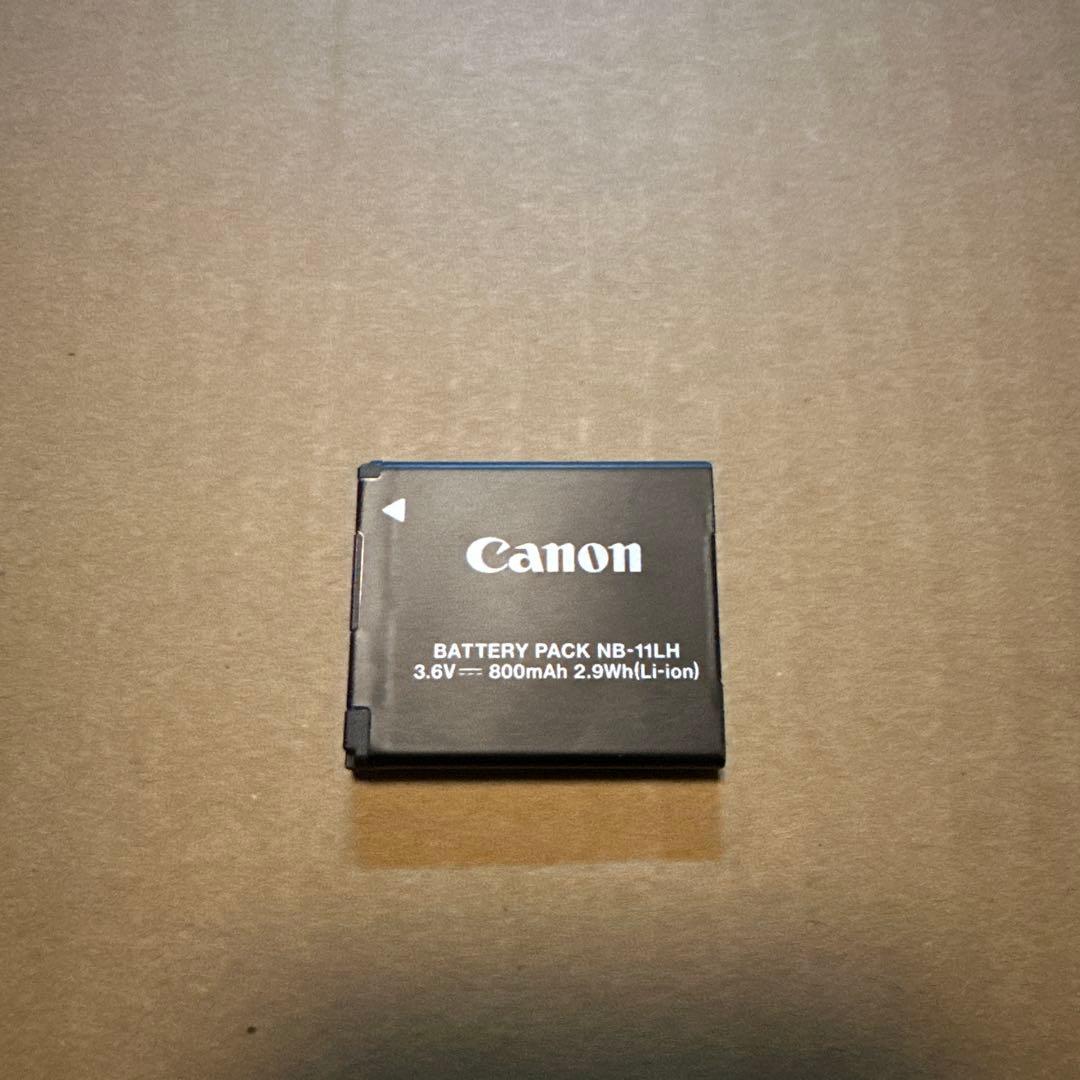 Canon
BATTERY PACK NB-11LH
3.6V⎓ 800mAh 2.9Wh(Li-ion)